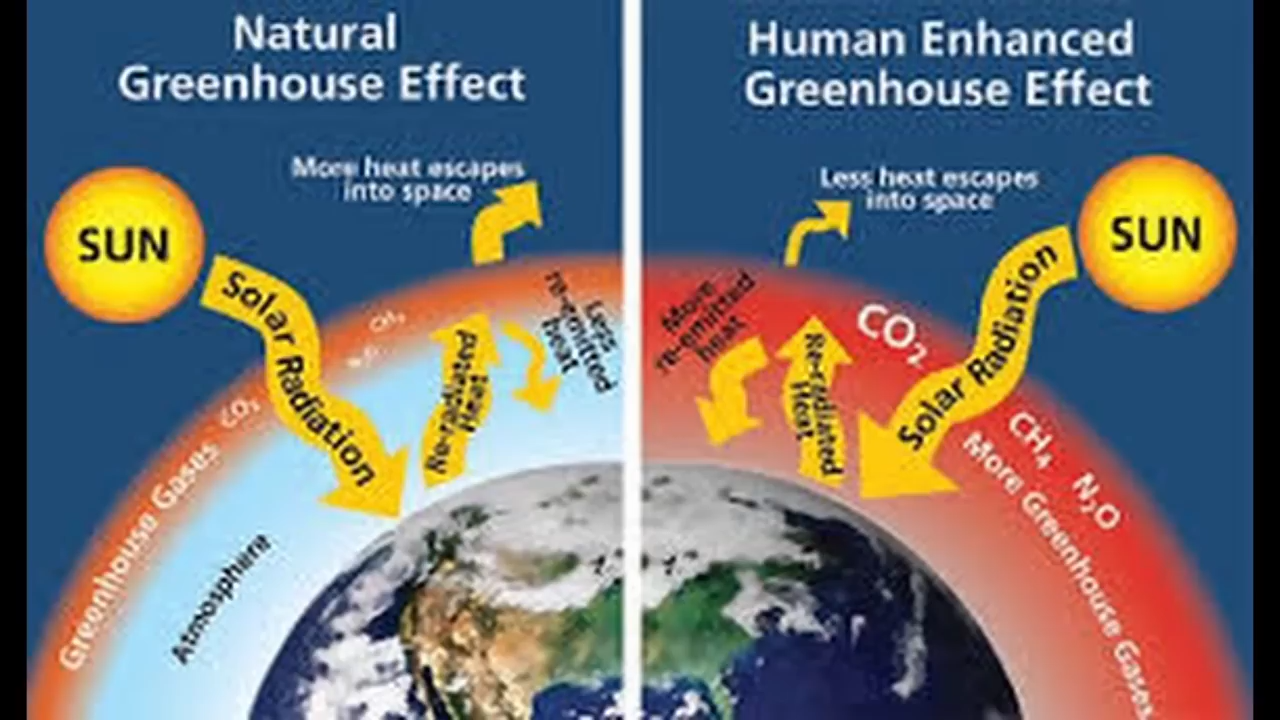 Natural
Greenhouse Effect
More heat escapes
into space
SUN
Solar Radiation
CH₄
N₂O
CO₂
Greenhouse Gases
Atmosphere
Re-radiated
Heat
Less
re-emitted
heat
Human Enhanced
Greenhouse Effect
Less heat escapes
into space
SUN
Solar Radiation
More
re-emitted
heat
Re-radiated
Heat
CO₂
CH₄
N₂O
More Greenhouse Gases